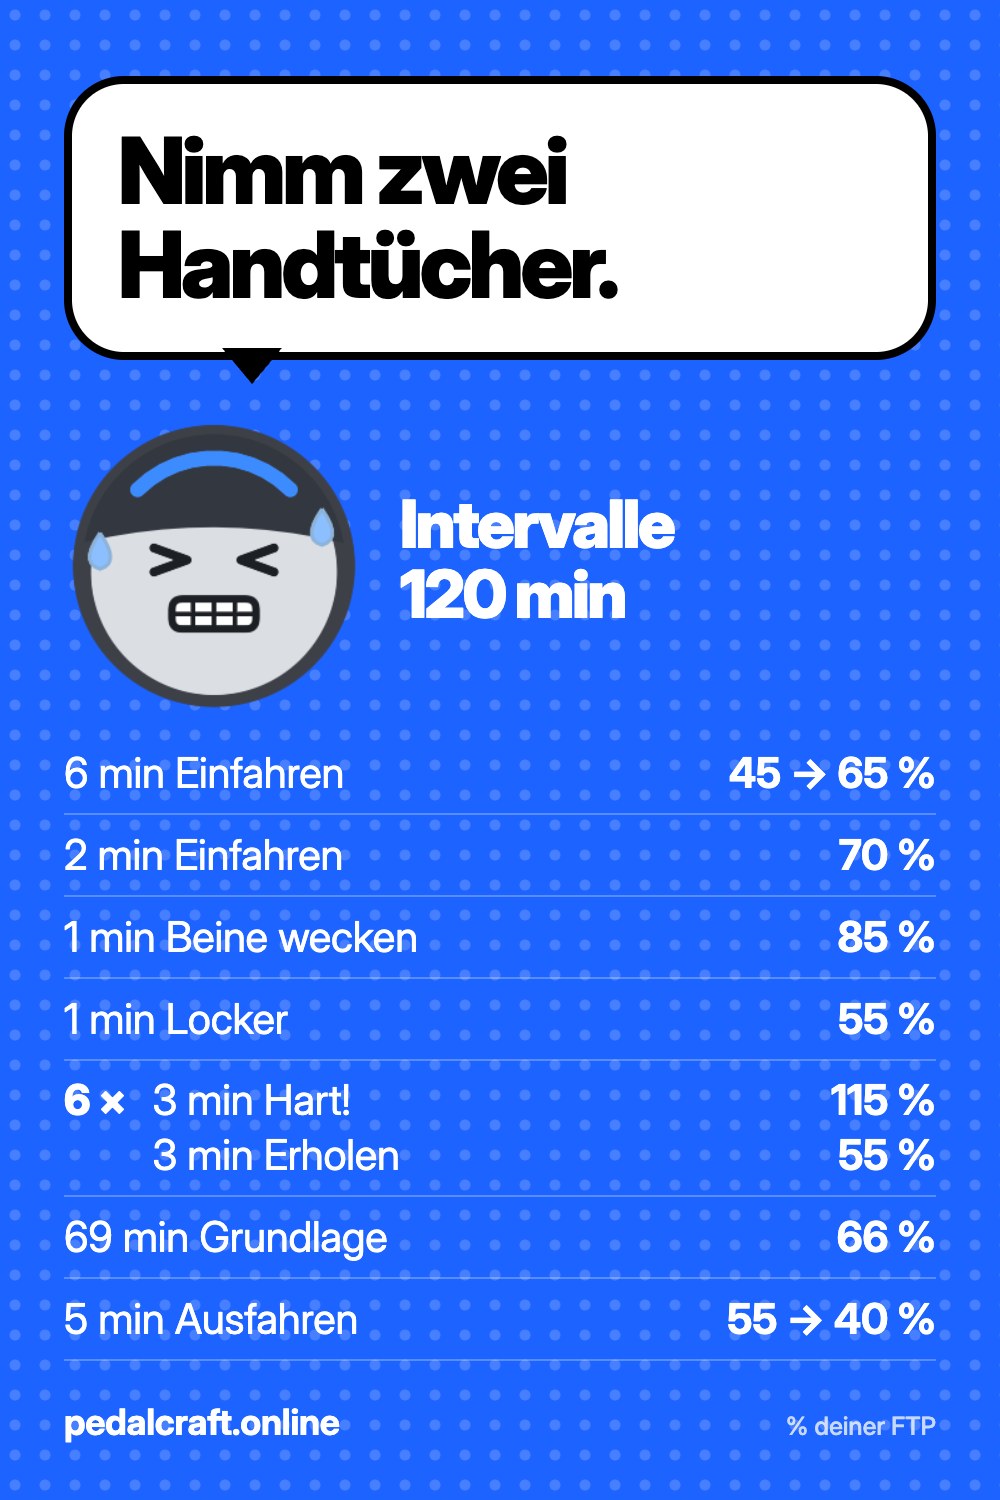 Nimm zwei
Handtücher.
Intervalle
120 min
6 min Einfahren 45 → 65 %
2 min Einfahren 70 %
1 min Beine wecken 85 %
1 min Locker 55 %
6 × 3 min Hart! 115 %
3 min Erholen 55 %
69 min Grundlage 66 %
5 min Ausfahren 55 → 40 %
pedalcraft.online % deiner FTP